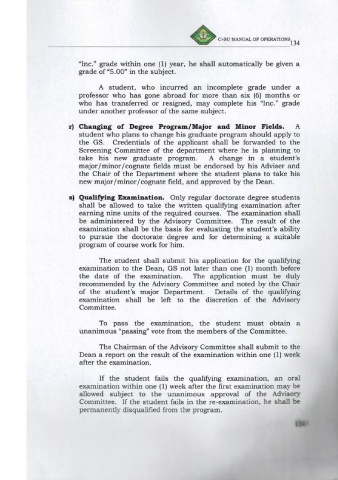 CvSU MANUAL OF OPERATIONS
134
"Inc." grade within one (1) year, he shall automatically be given a
grade of "5.00" in the subject.
A student, who incurred an incomplete grade under a
professor who has gone abroad for more than six (6) months or
who has transferred or resigned, may complete his "Inc." grade
under another professor of the same subject.
r) Changing of Degree Program/Major and Minor Fields. A
student who plans to change his graduate program should apply to
the GS. Credentials of the applicant shall be forwarded to the
Screening Committee of the department where he is planning to
take his new graduate program. A change in a student's
major/minor/cognate fields must be endorsed by his Adviser and
the Chair of the Department where the student plans to take his
new major/minor/cognate field, and approved by the Dean.
s) Qualifying Examination. Only regular doctorate degree students
shall be allowed to take the written qualifying examination after
earning nine units of the required courses. The examination shall
be administered by the Advisory Committee. The result of the
examination shall be the basis for evaluating the student's ability
to pursue the doctorate degree and for determining a suitable
program of course work for him.
The student shall submit his application for the qualifying
examination to the Dean, GS not later than one (1) month before
the date of the examination. The application must be duly
recommended by the Advisory Committee and noted by the Chair
of the student's major Department. Details of the qualifying
examination shall be left to the discretion of the Advisory
Committee.
To pass the examination, the student must obtain a
unanimous "passing" vote from the members of the Committee.
The Chairman of the Advisory Committee shall submit to the
Dean a report on the result of the examination within one (1) week
after the examination.
If the student fails the qualifying examination, an oral
examination within one (1) week after the first examination may be
allowed subject to the unanimous approval of the Advisory
Committee. If the student fails in the re-examination, he shall be
permanently disqualified from the program.
134